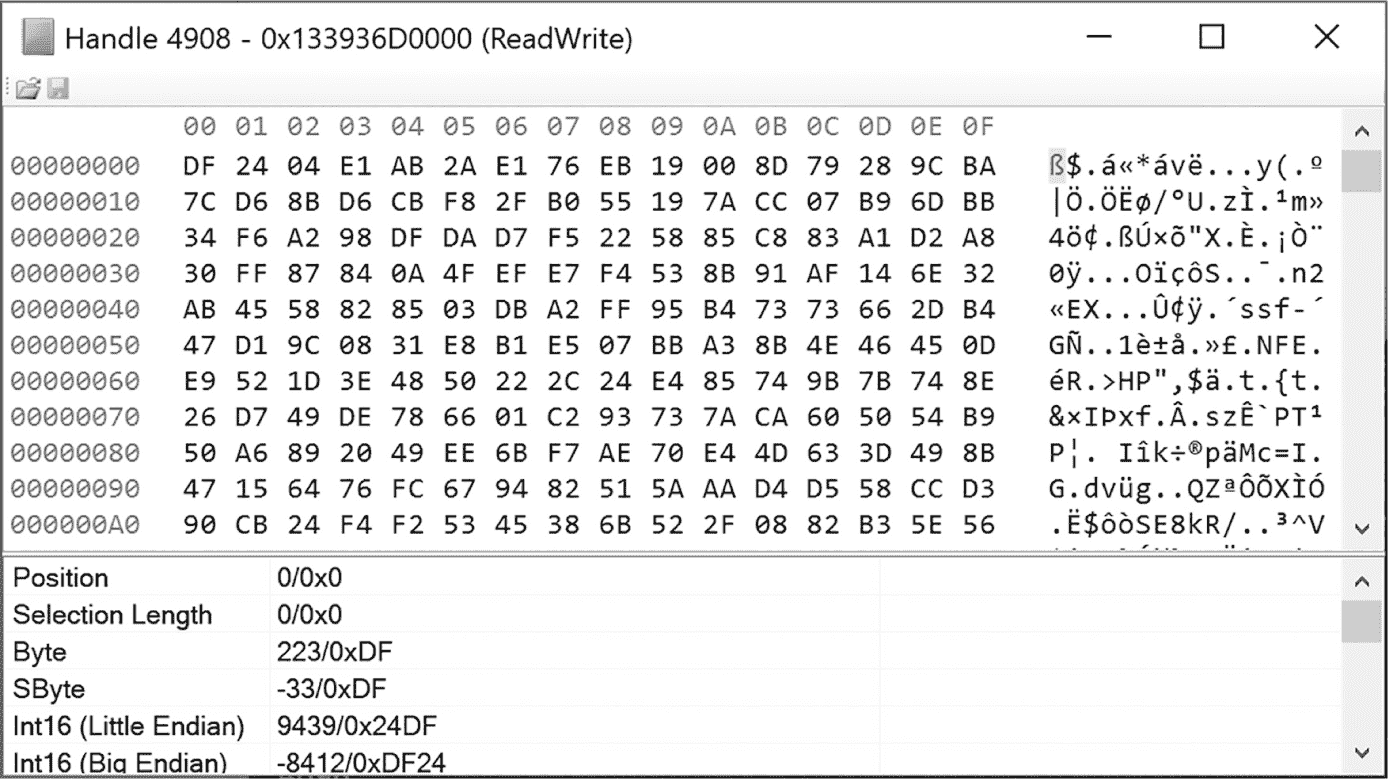 Handle 4908 - 0x133936D0000 (ReadWrite)
00 01 02 03 04 05 06 07 08 09 0A 0B 0C 0D 0E 0F
00000000 DF 24 04 E1 AB 2A E1 76 EB 19 00 8D 79 28 9C BA ß$.á«*ávë...y(.º
00000010 7C D6 8B D6 CB F8 2F B0 55 19 7A CC 07 B9 6D BB |Ö.ÖËø/°U.zÌ.¹m»
00000020 34 F6 A2 98 DF DA D7 F5 22 58 85 C8 83 A1 D2 A8 4ö¢.ßÚ×õ"X.È.¡Ò¨
00000030 30 FF 87 84 0A 4F EF E7 F4 53 8B 91 AF 14 6E 32 0ÿ...OïçôS..¯.n2
00000040 AB 45 58 82 85 03 DB A2 FF 95 B4 73 73 66 2D B4 «EX...Û¢ÿ.´ssf-´
00000050 47 D1 9C 08 31 E8 B1 E5 07 BB A3 8B 4E 46 45 0D GÑ..1è±å.»£.NFE.
00000060 E9 52 1D 3E 48 50 22 2C 24 E4 85 74 9B 7B 74 8E éR.>HP",$ä.t.{t.
00000070 26 D7 49 DE 78 66 01 C2 93 73 7A CA 60 50 54 B9 &×IÞxf.Â.szÊ`PT¹
00000080 50 A6 89 20 49 EE 6B F7 AE 70 E4 4D 63 3D 49 8B P¦. Iîk÷®päMc=I.
00000090 47 15 64 76 FC 67 94 82 51 5A AA D4 D5 58 CC D3 G.dvüg..QZªÔÕXÌÓ
000000A0 90 CB 24 F4 F2 53 45 38 6B 52 2F 08 82 B3 5E 56 .Ë$ôòSE8kR/..³^V
Position 0/0x0
Selection Length 0/0x0
Byte 223/0xDF
SByte -33/0xDF
Int16 (Little Endian) 9439/0x24DF
Int16 (Big Endian) -8412/0xDF24